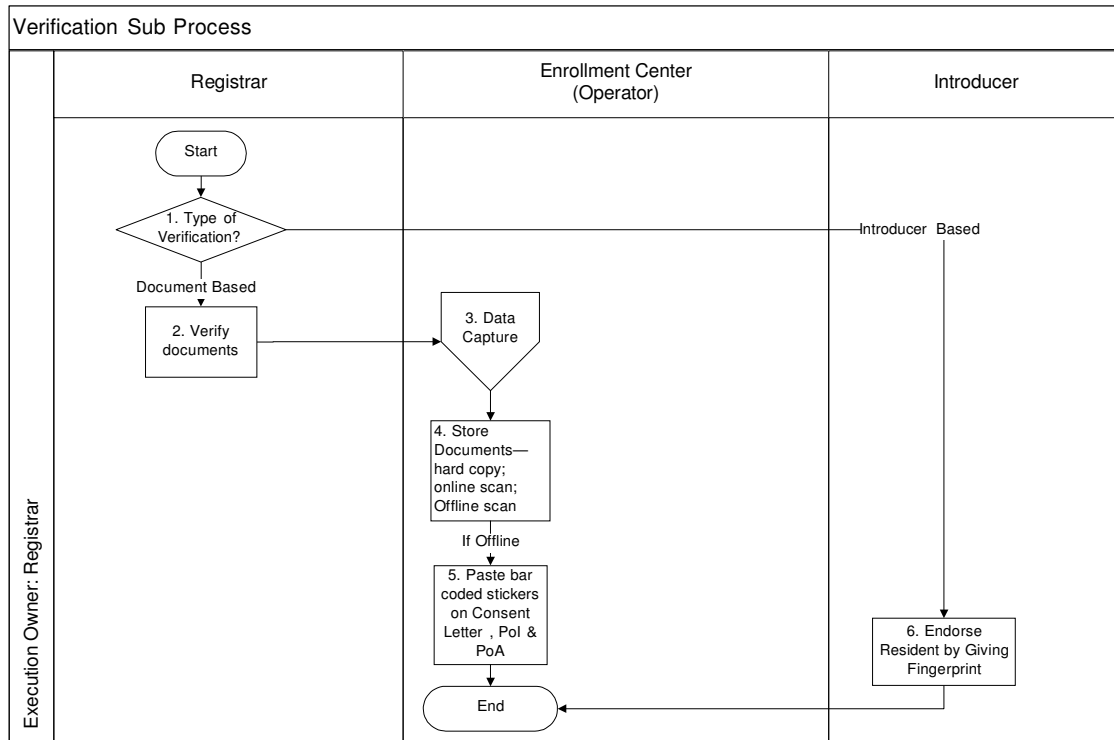 Verification Sub Process
Registrar
Enrollment Center
(Operator)
Introducer
Start
1. Type of
Verification?
Introducer Based
Document Based
2. Verify
documents
3. Data
Capture
4. Store
Documents—
hard copy;
online scan;
Offline scan
If Offline
5. Paste bar
coded stickers
on Consent
Letter , PoI &
PoA
6. Endorse
Resident by Giving
Fingerprint
End
Execution Owner: Registrar